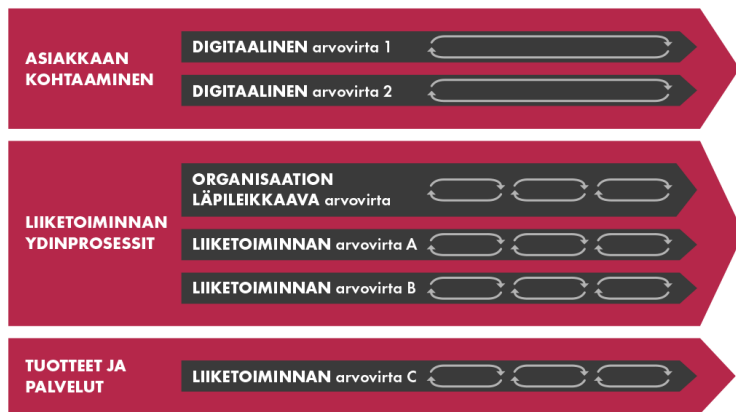 ASIAKKAAN
KOHTAAMINEN
DIGITAALINEN arvovirta 1
DIGITAALINEN arvovirta 2
LIIKETOIMINNAN
YDINPROSESSIT
ORGANISAATION
LÄPILEIKKAAVA arvovirta
LIIKETOIMINNAN arvovirta A
LIIKETOIMINNAN arvovirta B
TUOTTEET JA
PALVELUT
LIIKETOIMINNAN arvovirta C